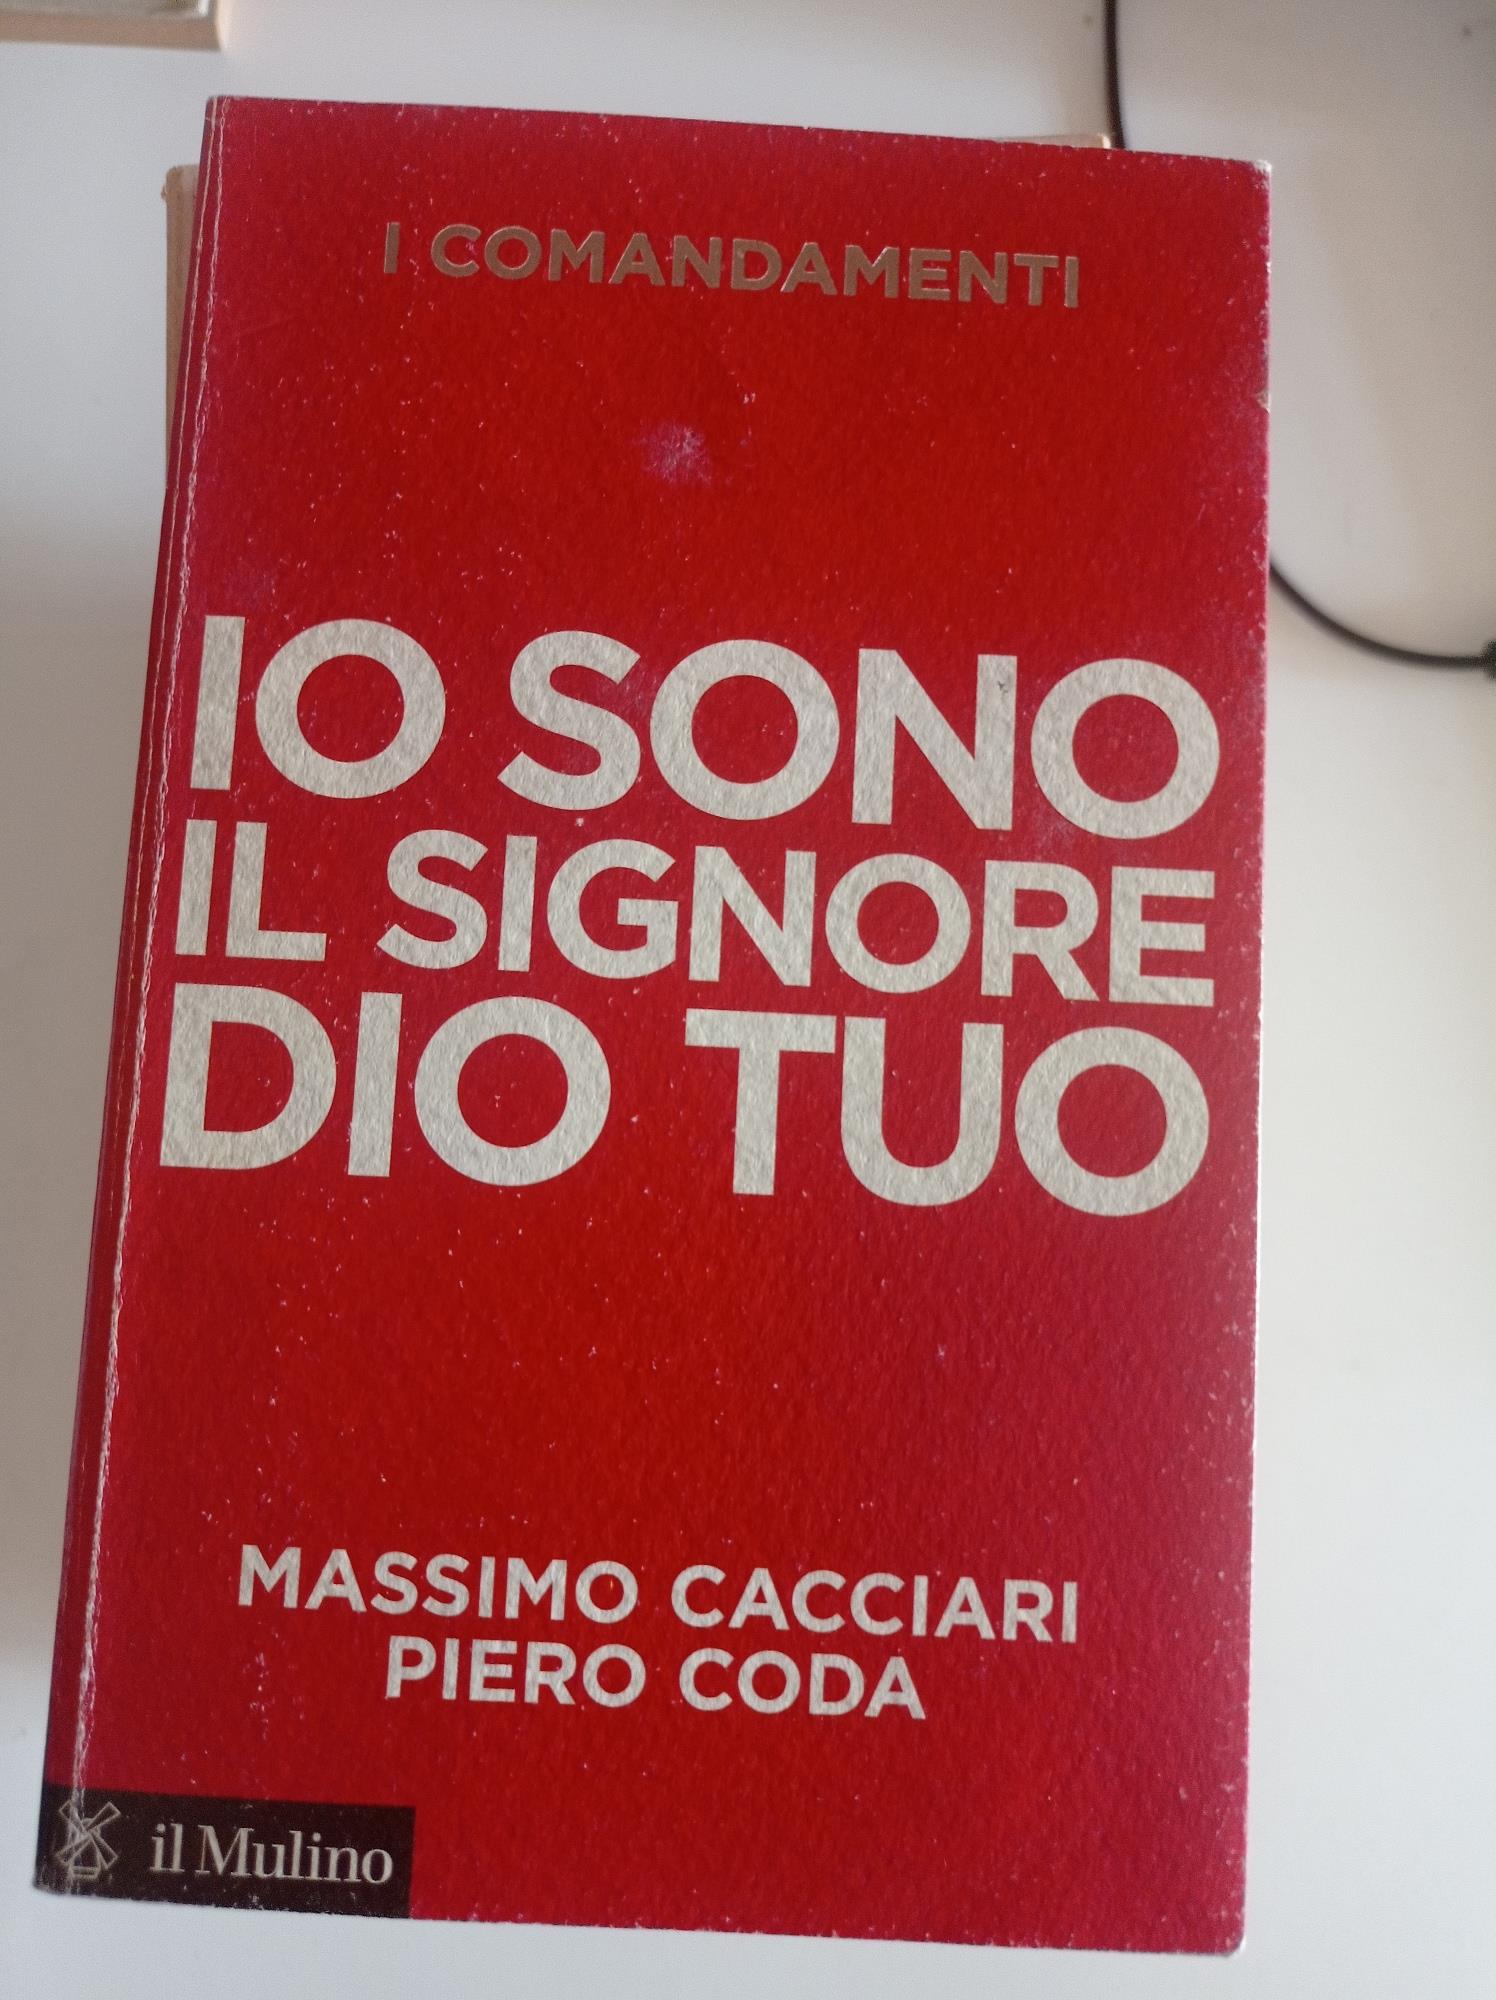 I COMANDAMENTI
IO SONO
IL SIGNORE
DIO TUO
MASSIMO CACCIARI
PIERO CODA
il Mulino